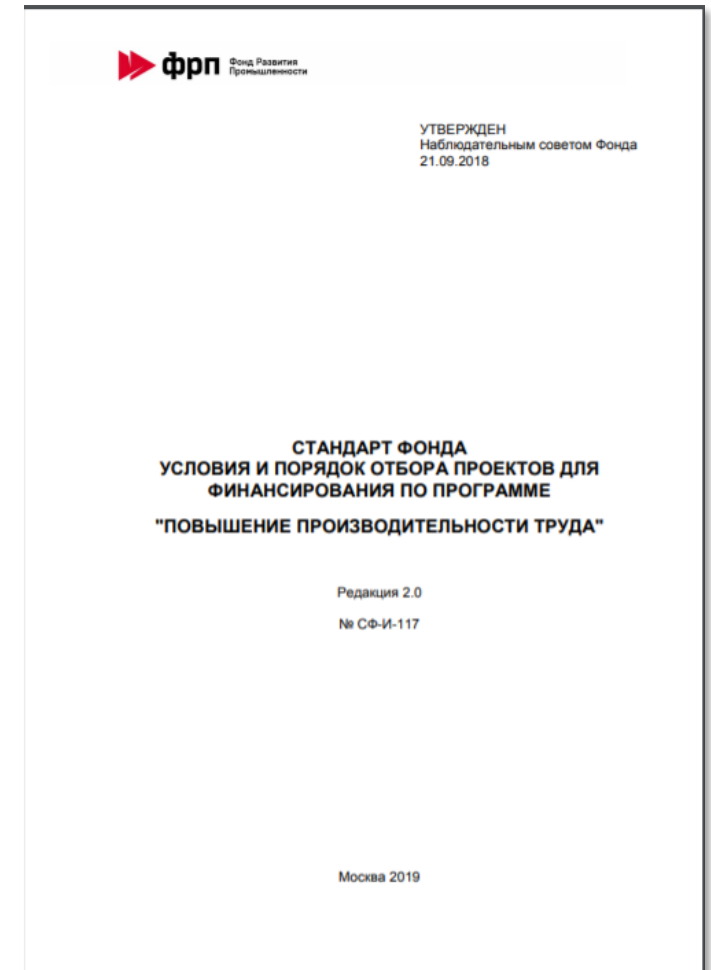 фрп Фонд Развития
Промышленности
УТВЕРЖДЕН
Наблюдательным советом Фонда
21.09.2018
СТАНДАРТ ФОНДА
УСЛОВИЯ И ПОРЯДОК ОТБОРА ПРОЕКТОВ ДЛЯ
ФИНАНСИРОВАНИЯ ПО ПРОГРАММЕ
"ПОВЫШЕНИЕ ПРОИЗВОДИТЕЛЬНОСТИ ТРУДА"
Редакция 2.0
№ СФ-И-117
Москва 2019